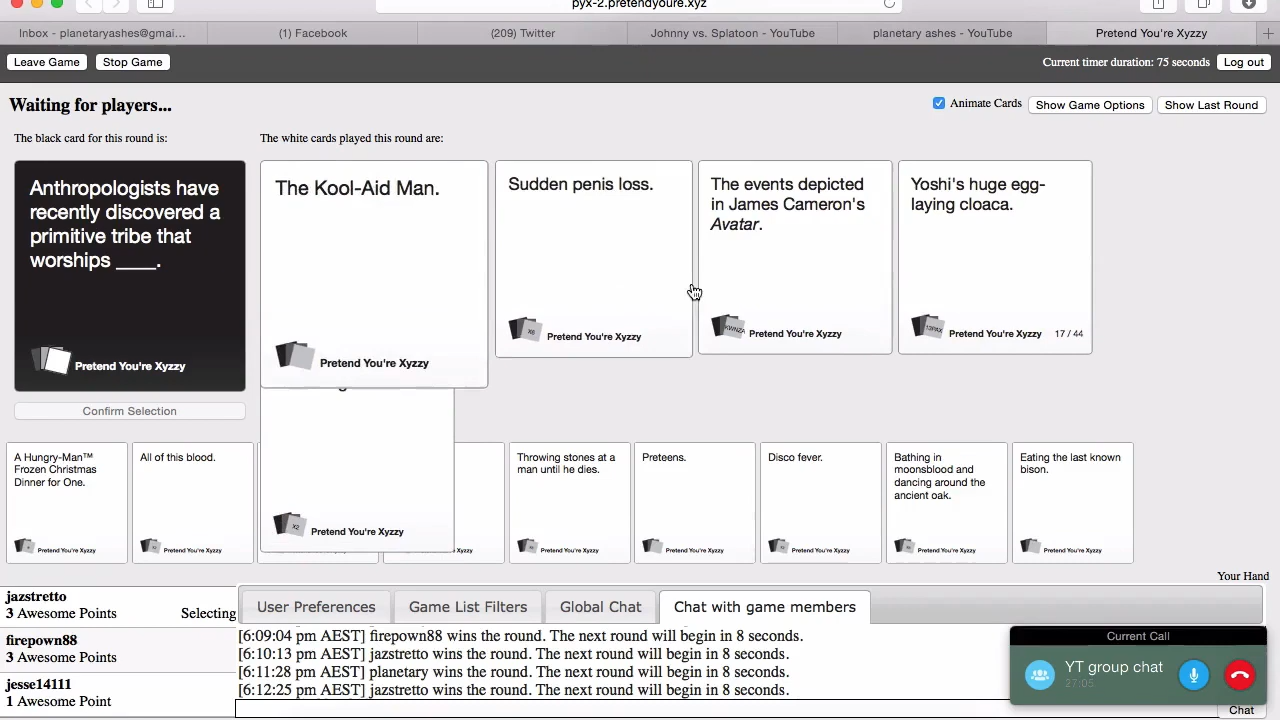 pyx-2.pretendyoure.xyz
Inbox - planetaryashes@gmai...
(1) Facebook
(209) Twitter
Johnny vs. Splatoon - YouTube
planetary ashes - YouTube
Pretend You're Xyzzy
Leave Game
Stop Game
Current timer duration: 75 seconds
Log out
Waiting for players...
Animate Cards
Show Game Options
Show Last Round
The black card for this round is:
The white cards played this round are:
Anthropologists have
recently discovered a
primitive tribe that
worships ____.
Pretend You're Xyzzy
Confirm Selection
The Kool-Aid Man.
Pretend You're Xyzzy
Sudden penis loss.
X6
Pretend You're Xyzzy
The events depicted
in James Cameron's
Avatar.
KWNZA
Pretend You're Xyzzy
Yoshi's huge egg-
laying cloaca.
13PAX
Pretend You're Xyzzy
17 / 44
X2
Pretend You're Xyzzy
A Hungry-Man™
Frozen Christmas
Dinner for One.
Pretend You're Xyzzy
All of this blood.
Pretend You're Xyzzy
Throwing stones at a
man until he dies.
Pretend You're Xyzzy
Preteens.
Pretend You're Xyzzy
Disco fever.
Pretend You're Xyzzy
Bathing in
moonsblood and
dancing around the
ancient oak.
Pretend You're Xyzzy
Eating the last known
bison.
Pretend You're Xyzzy
Your Hand
jazstretto
3 Awesome Points
Selecting
firepown88
3 Awesome Points
jesse14111
1 Awesome Point
User Preferences
Game List Filters
Global Chat
Chat with game members
[6:09:04 pm AEST] firepown88 wins the round. The next round will begin in 8 seconds.
[6:10:13 pm AEST] jazstretto wins the round. The next round will begin in 8 seconds.
[6:11:28 pm AEST] planetary wins the round. The next round will begin in 8 seconds.
[6:12:25 pm AEST] jazstretto wins the round. The next round will begin in 8 seconds.
Current Call
YT group chat
27:05
Chat